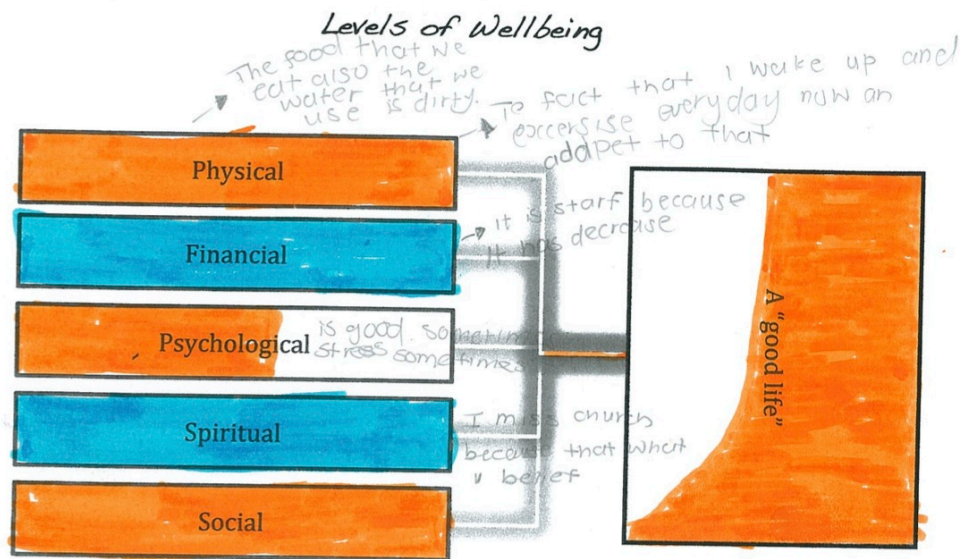 Levels of Wellbeing
The food that we
eat also the
water that we
use is dirty.
To fact that I wake up and
exccersise everyday now an
addpet to that
Physical
it is starf because
It has decrease
Financial
is good sometimes
Psychological
stress sometimes
A "good life"
I miss church
Spiritual
because that what
belief
Social